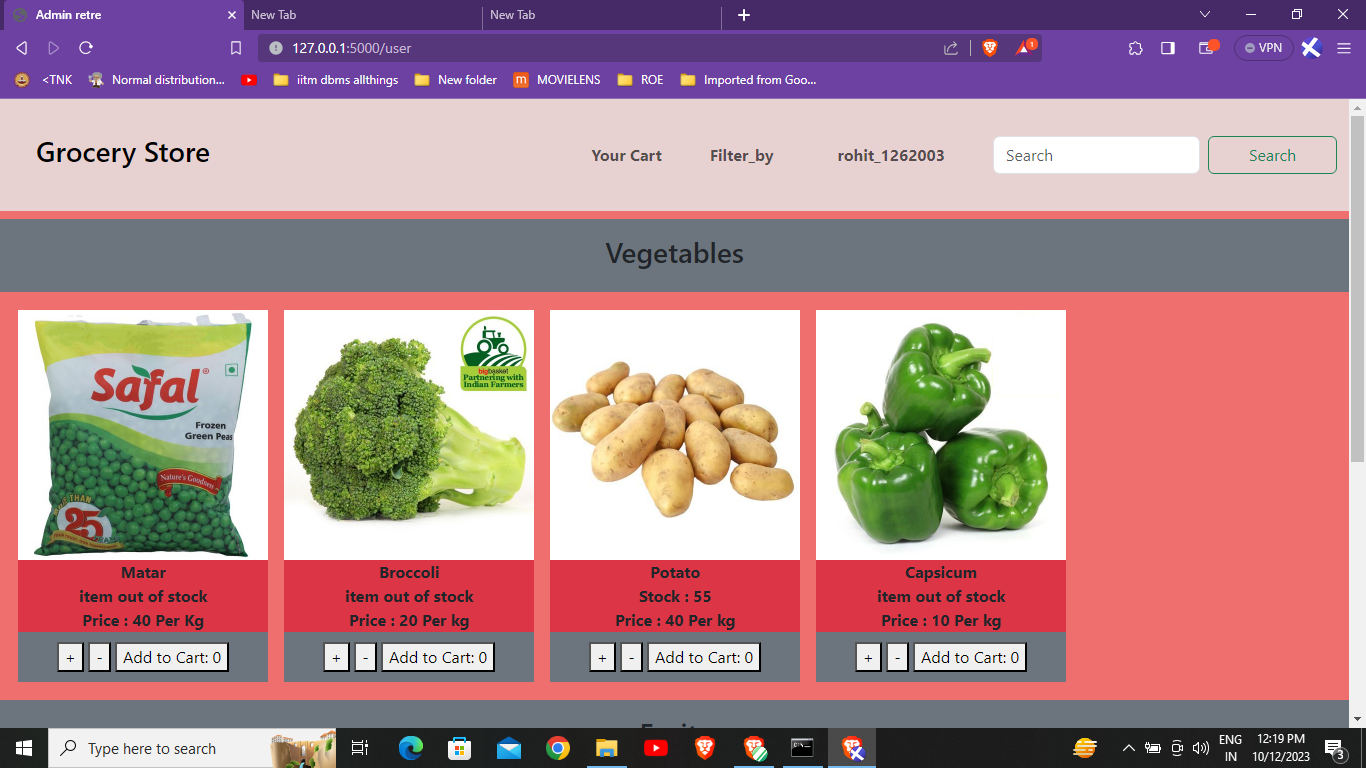 Admin retre
New Tab
New Tab
127.0.0.1:5000/user
1
VPN
<TNK
Normal distribution...
iitm dbms allthings
New folder
m
MOVIELENS
ROE
Imported from Goo...
Grocery Store
Your Cart
Filter_by
rohit_1262003
Search
Search
Vegetables
Safal
Frozen
Green Peas
Nature's Goodness
25
bigbasket
Partnering with
Indian Farmers
Matar
item out of stock
Price : 40 Per Kg
+
-
Add to Cart: 0
Broccoli
item out of stock
Price : 20 Per kg
+
-
Add to Cart: 0
Potato
Stock : 55
Price : 40 Per kg
+
-
Add to Cart: 0
Capsicum
item out of stock
Price : 10 Per kg
+
-
Add to Cart: 0
Type here to search
ENG
IN
12:19 PM
10/12/2023
3